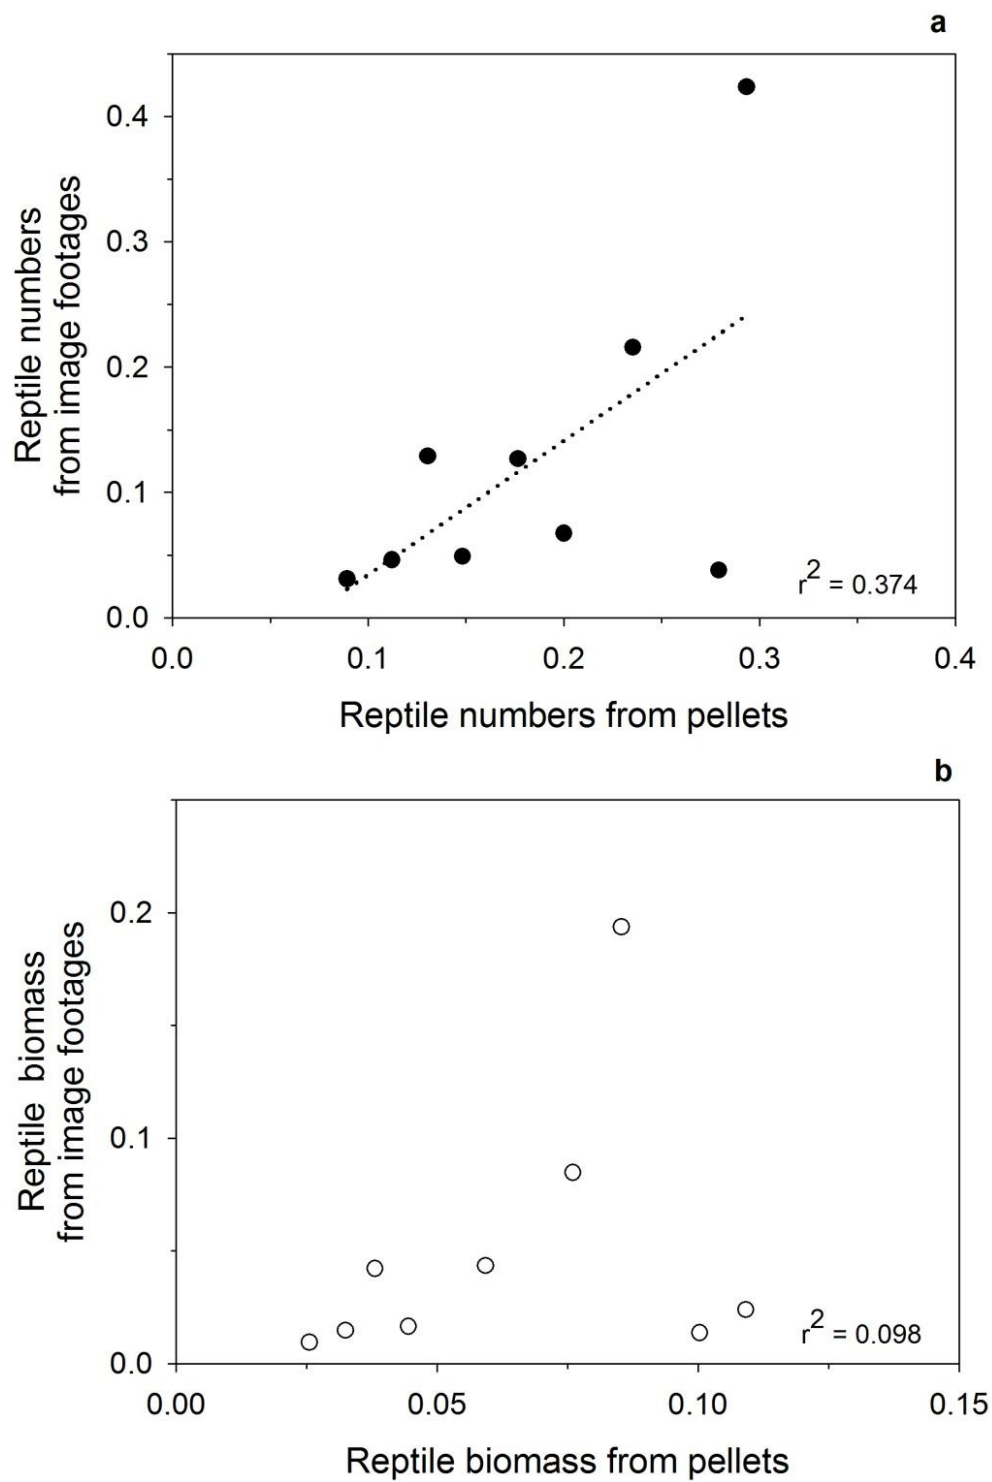 a
0.4
0.3
0.2
0.1
0.0
Reptile numbers
from image footages
r2 = 0.374
0.0 0.1 0.2 0.3 0.4
Reptile numbers from pellets
b
0.2
0.1
0.0
Reptile biomass
from image footages
r2 = 0.098
0.00 0.05 0.10 0.15
Reptile biomass from pellets